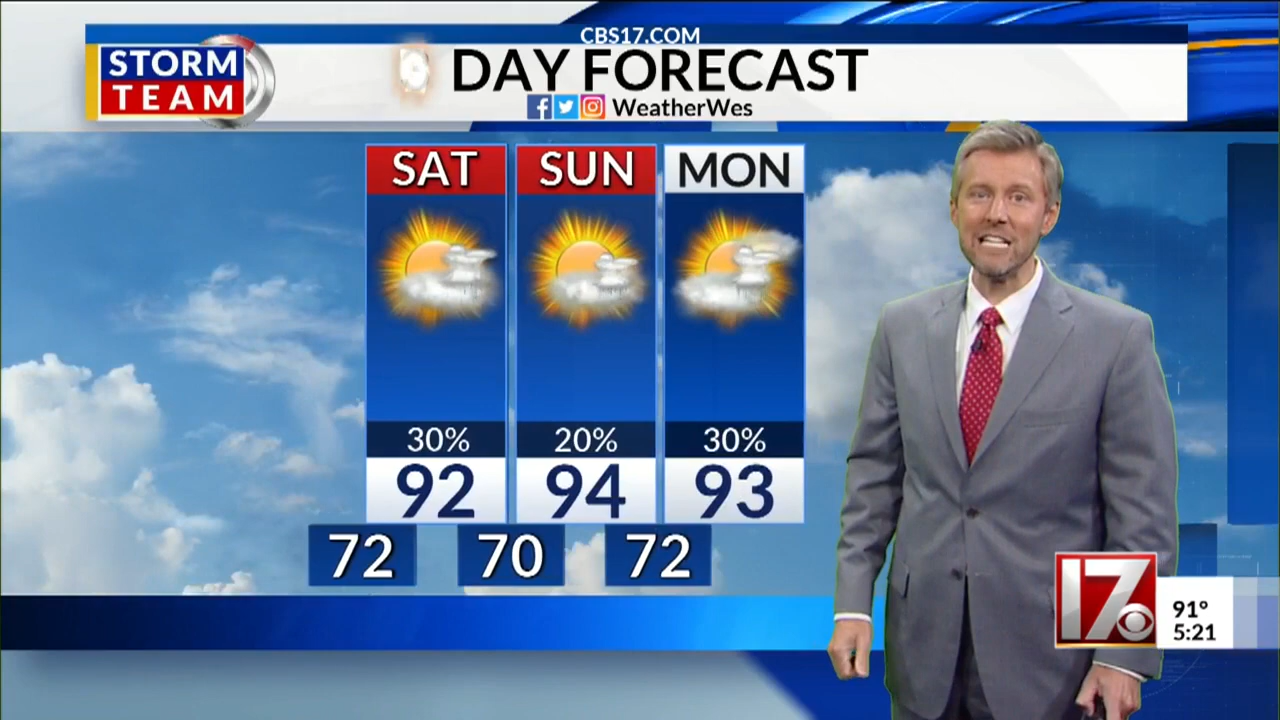 CBS17.COM
STORM
TEAM
DAY FORECAST
WeatherWes
SAT SUN MON
30% 20% 30%
92 94 93
72 70 72
17
91°
5:21